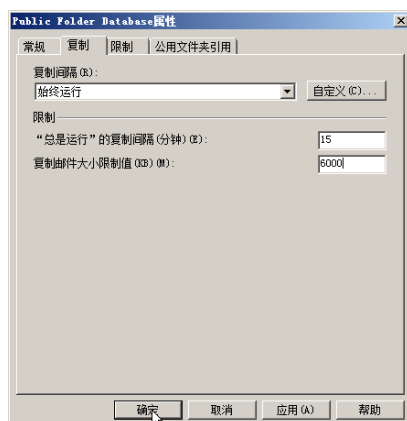 Public Folder Database属性
常规 复制 限制 公用文件夹引用
复制间隔(R):
始终运行 自定义(C)...
限制
“总是运行”的复制间隔(分钟)(E): 15
复制邮件大小限制值(KB)(M): 6000
确定 取消 应用(A) 帮助